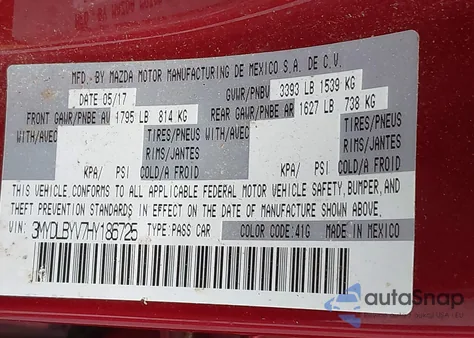 MFD. BY MAZDA MOTOR MANUFACTURING DE MEXICO S.A. DE C.V.
DATE 05/17 GVWR/PNBV 3393 LB 1539 KG
FRONT GAWR/PNBE AV 1795 LB 814 KG REAR GAWR/PNBE AR 1627 LB 738 KG
WITH/AVEC TIRES/PNEUS WITH/AVEC TIRES/PNEUS
RIMS/JANTES RIMS/JANTES
KPA/ PSI COLD/A FROID KPA/ PSI COLD/A FROID
THIS VEHICLE CONFORMS TO ALL APPLICABLE FEDERAL MOTOR VEHICLE SAFETY, BUMPER, AND
THEFT PREVENTION STANDARDS IN EFFECT ON THE DATE OF MANUFACTURE SHOWN ABOVE.
VIN: 3MYDLBYV7HY186725 TYPE:PASS CAR COLOR CODE:41G MADE IN MEXICO
autoSnap